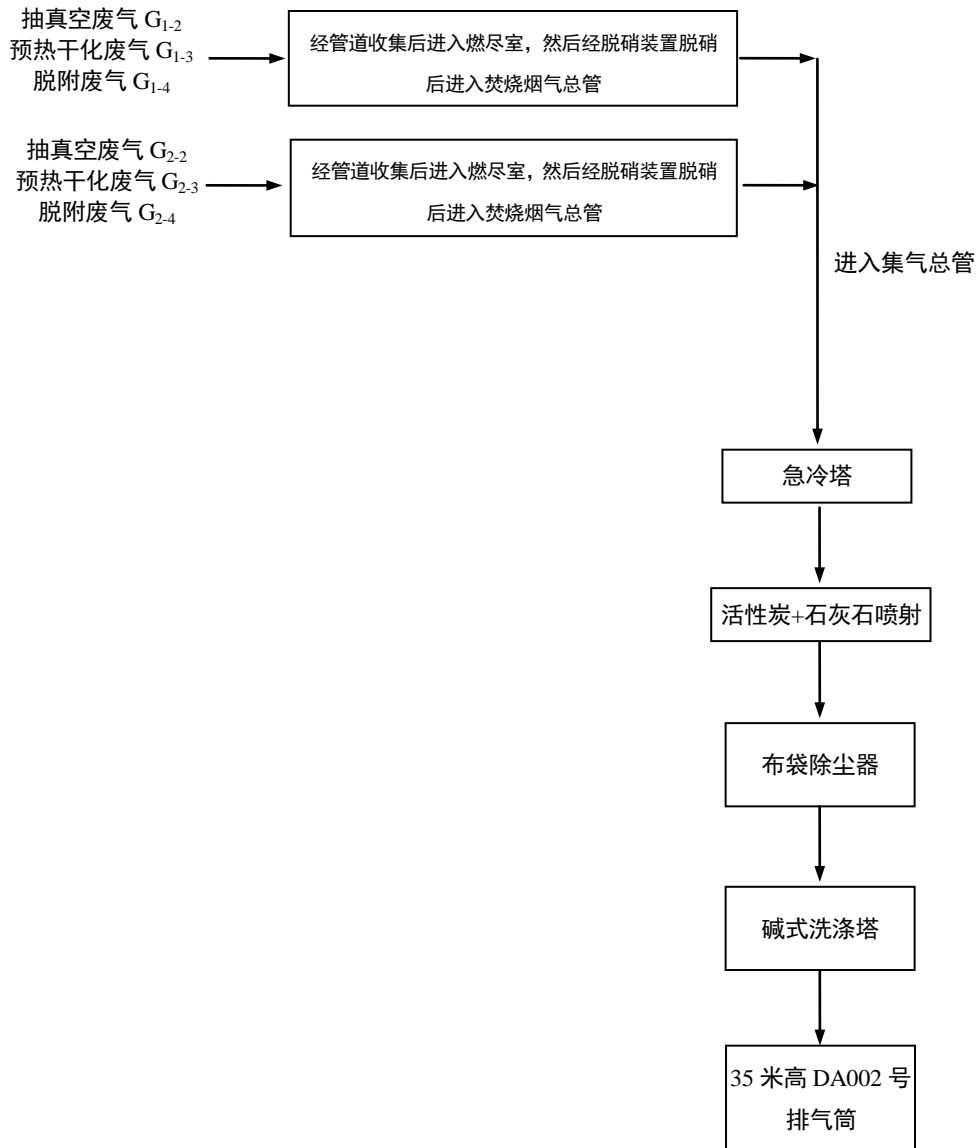 抽真空废气 G1-2
预热干化废气 G1-3
脱附废气 G1-4
经管道收集后进入燃尽室，然后经脱硝装置脱硝
后进入焚烧烟气总管
抽真空废气 G2-2
预热干化废气 G2-3
脱附废气 G2-4
经管道收集后进入燃尽室，然后经脱硝装置脱硝
后进入焚烧烟气总管
进入集气总管
急冷塔
活性炭+石灰石喷射
布袋除尘器
碱式洗涤塔
35 米高 DA002 号
排气筒